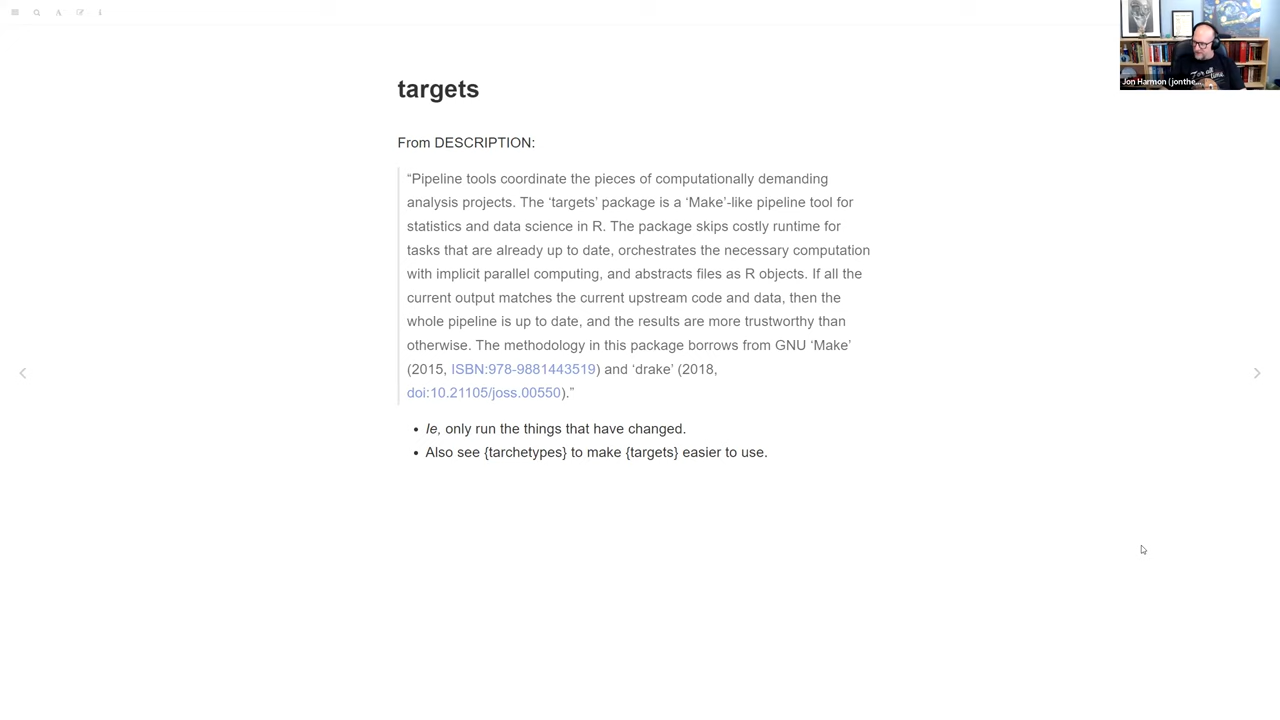 targets
From DESCRIPTION:
“Pipeline tools coordinate the pieces of computationally demanding
analysis projects. The ‘targets’ package is a ‘Make’-like pipeline tool for
statistics and data science in R. The package skips costly runtime for
tasks that are already up to date, orchestrates the necessary computation
with implicit parallel computing, and abstracts files as R objects. If all the
current output matches the current upstream code and data, then the
whole pipeline is up to date, and the results are more trustworthy than
otherwise. The methodology in this package borrows from GNU ‘Make’
(2015, ISBN:978-9881443519) and ‘drake’ (2018,
doi:10.21105/joss.00550).”
• Ie, only run the things that have changed.
• Also see {tarchetypes} to make {targets} easier to use.
For all
time
Jon Harmon (jonthe...